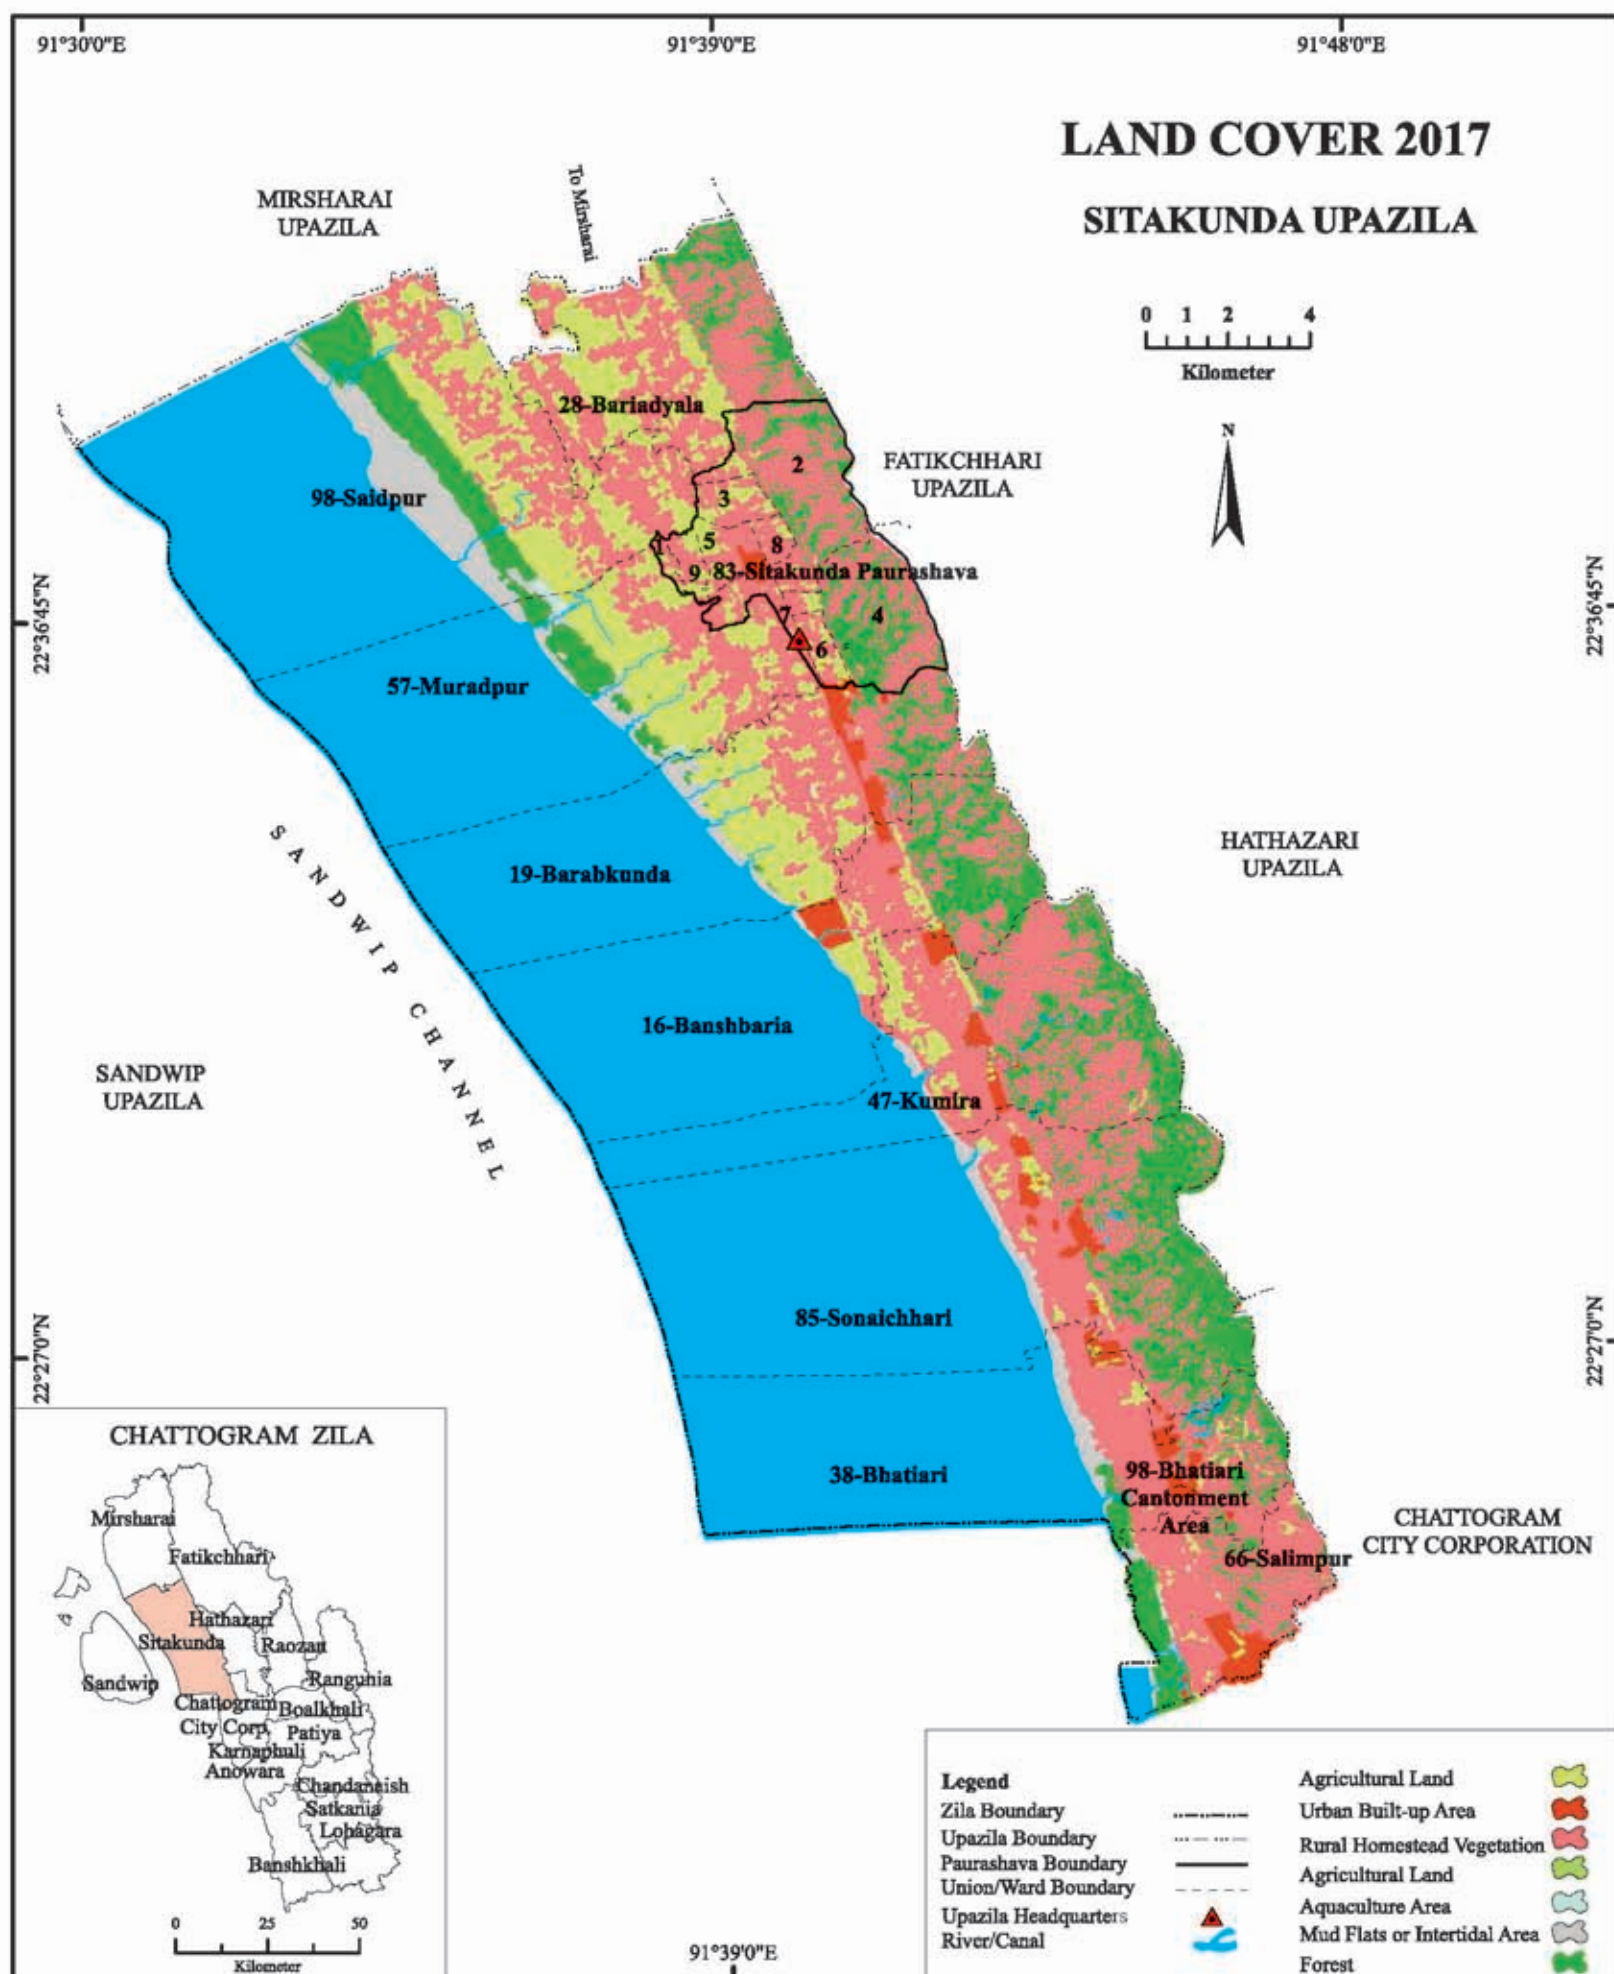 91°30'0"E
91°39'0"E
91°48'0"E
LAND COVER 2017
SITAKUNDA UPAZILA
MIRSHARAI
UPAZILA
To Mirsharai
0 1 2 4
Kilometer
N
28-Bariadyala
FATIKCHHARI
UPAZILA
2
98-Saidpur
3
1
5
8
9
83-Sitakunda Paurashava
7
4
6
22°36'45"N
22°36'45"N
57-Muradpur
SANDWIP CHANNEL
HATHAZARI
UPAZILA
19-Barabkunda
16-Banshbaria
SANDWIP
UPAZILA
47-Kumira
85-Sonaichhari
22°27'0"N
22°27'0"N
38-Bhatiari
98-Bhatiari
Cantonment
Area
66-Salimpur
CHATTOGRAM
CITY CORPORATION
CHATTOGRAM ZILA
Mirsharai
Fatikchhari
Hathazari
Sitakunda
Raozan
Sandwip
Rangunia
Chattogram
City Corp.
Boalkhali
Patiya
Karnaphuli
Anowara
Chandanaish
Satkania
Lohagara
Banshkhali
0 25 50
Kilometer
91°39'0"E
Legend
Zila Boundary
Upazila Boundary
Paurashava Boundary
Union/Ward Boundary
Upazila Headquarters
River/Canal
Agricultural Land
Urban Built-up Area
Rural Homestead Vegetation
Agricultural Land
Aquaculture Area
Mud Flats or Intertidal Area
Forest